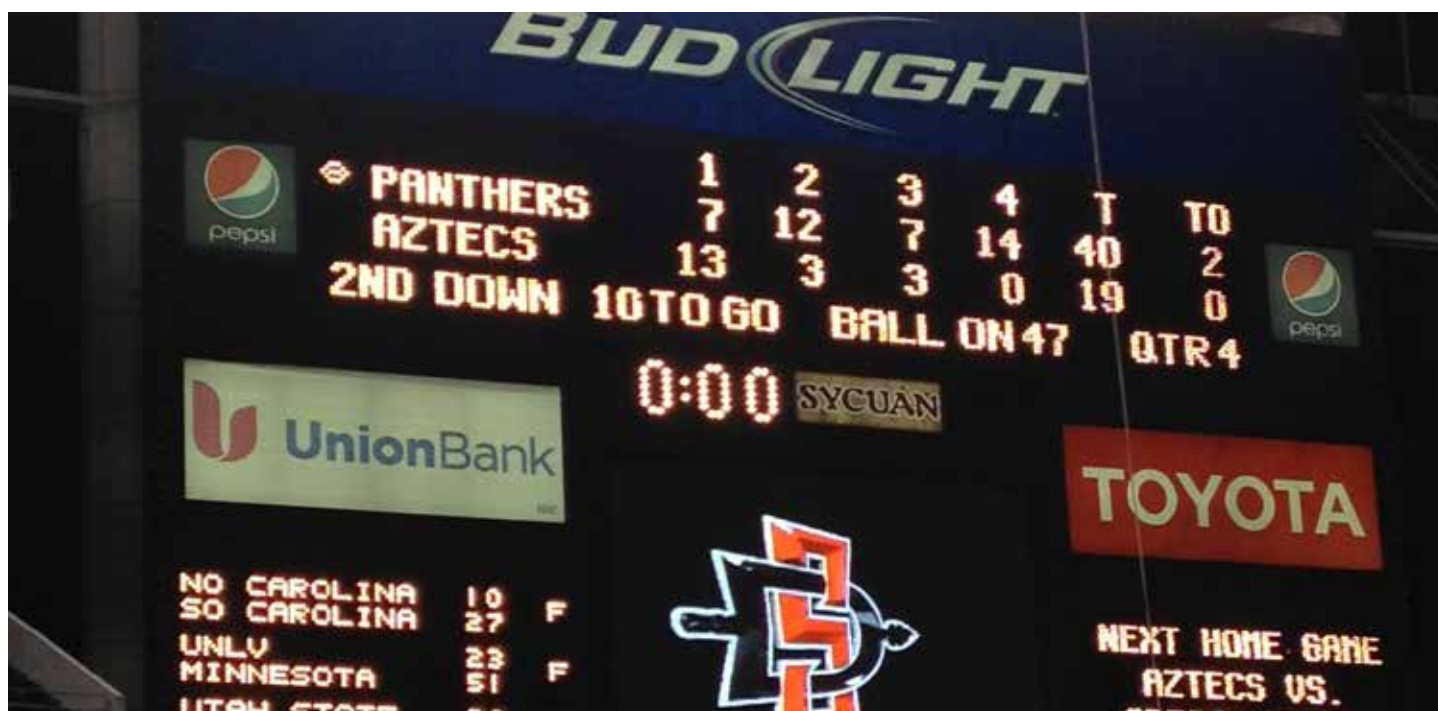 BUD LIGHT
1 2 3 4 T TO
PANTHERS 7 12 7 14 40 2
AZTECS 13 3 3 0 19 0
2ND DOWN 10 TO GO BALL ON 47 QTR 4
pepsi
pepsi
0:00 SYCUAN
UnionBank
TOYOTA
NO CAROLINA 10
SO CAROLINA 27 F
UNLV 23
MINNESOTA 51 F
UTAH STATE
NEXT HOME GAME
AZTECS VS.